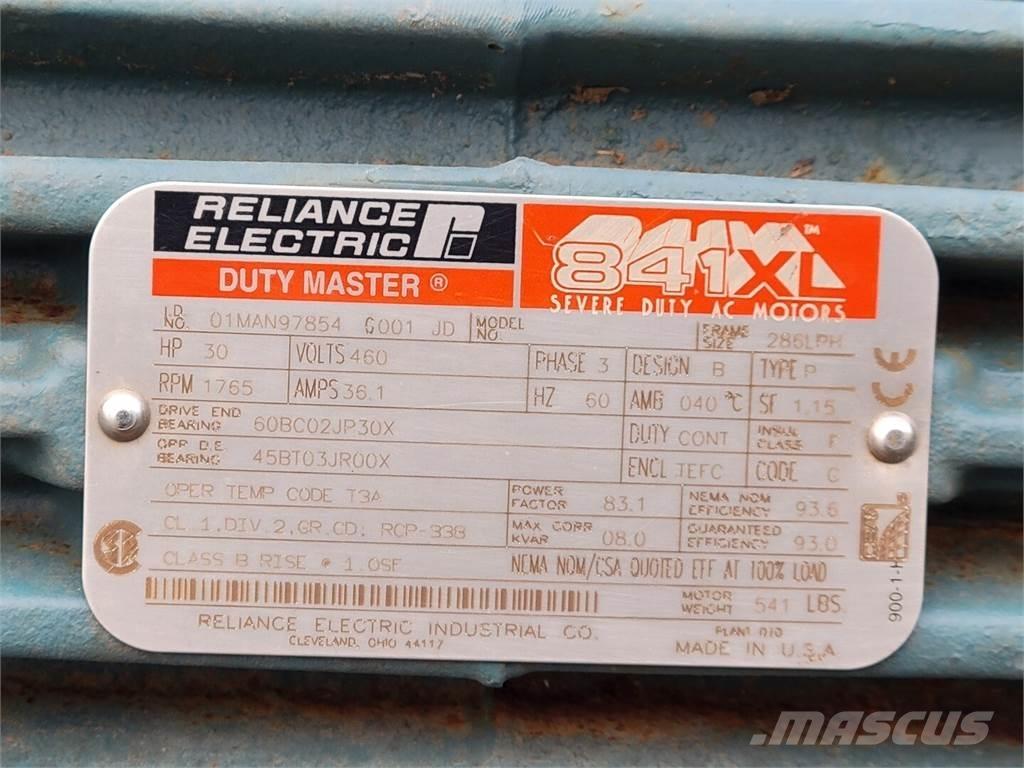 RELIANCE
ELECTRIC
DUTY MASTER ®
841XL™
SEVERE DUTY AC MOTORS
I.D. NO. 01MAN97854 G001 JD MODEL NO. FRAME SIZE 286LPH
HP 30 VOLTS 460 PHASE 3 DESIGN B TYPE P
RPM 1765 AMPS 36.1 HZ 60 AMB 040 °C SF 1.15
DRIVE END BEARING 60BC02JP30X DUTY CONT INSUL CLASS F
OPP. D.E. BEARING 45BT03JR00X ENCL TEFC CODE G
OPER TEMP CODE T3A POWER FACTOR 83.1 NEMA NOM EFFICIENCY 93.6
CL.1,DIV.2,GR.CD: RCP-338 MAX CORR KVAR 08.0 GUARANTEED EFFICIENCY 93.0
CLASS B RISE @ 1.0SF NEMA NOM/CSA QUOTED EFF AT 100% LOAD
MOTOR WEIGHT 541 LBS.
RELIANCE ELECTRIC INDUSTRIAL CO.
CLEVELAND, OHIO 44117
PLANT 010
MADE IN U.S.A
CE
900-1-H
MASCUS